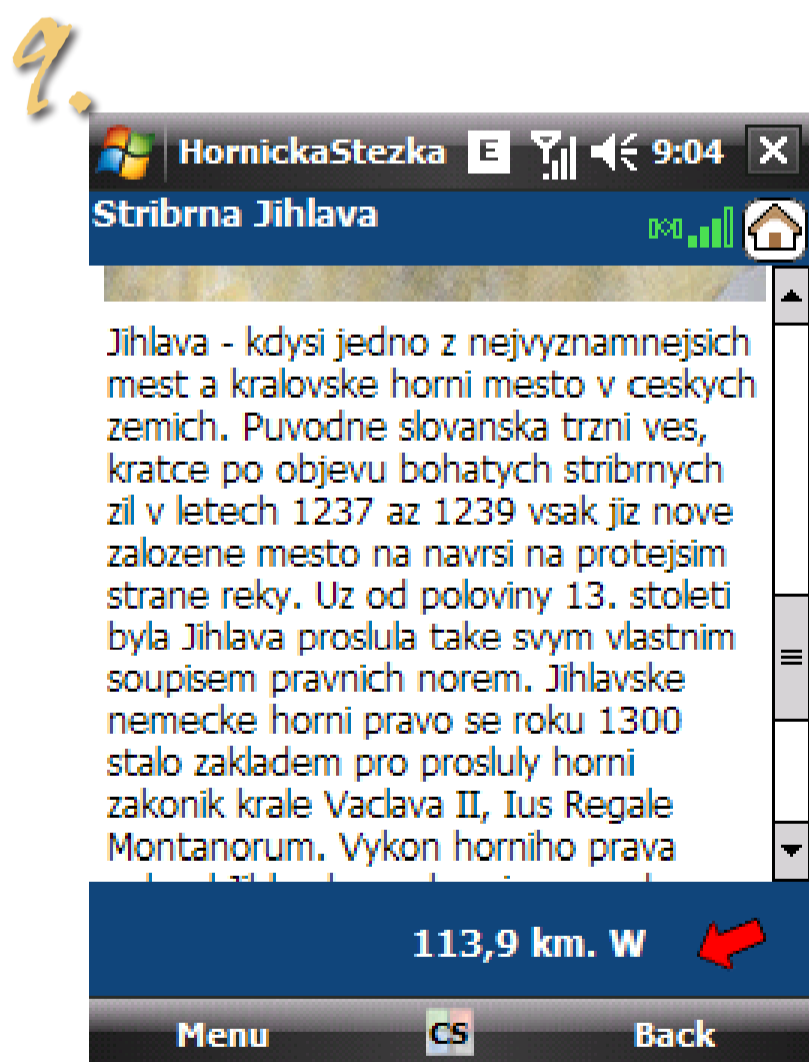 9.
HornickaStezka E 9:04
Stribrna Jihlava
Jihlava - kdysi jedno z nejvyznamnejsich
mest a kralovske horni mesto v ceskych
zemich. Puvodne slovanska trzni ves,
kratce po objevu bohatych stribrnych
zil v letech 1237 az 1239 vsak jiz nove
zalozene mesto na navrsi na protejsim
strane reky. Uz od poloviny 13. stoleti
byla Jihlava proslula take svym vlastnim
soupisem pravnich norem. Jihlavske
nemecke horni pravo se roku 1300
stalo zakladem pro prosluly horni
zakonik krale Vaclava II, Ius Regale
Montanorum. Vykon horniho prava
113,9 km. W
Menu CS Back